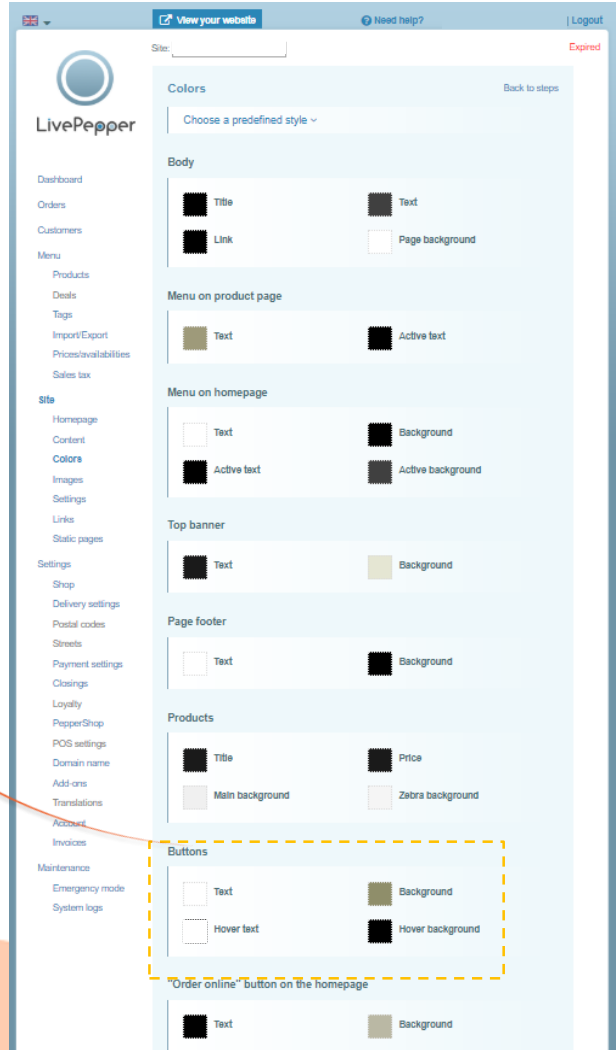 View your website Need help? | Logout
Site: Expired
LivePepper
Dashboard
Orders
Customers
Menu
Products
Deals
Tags
Import/Export
Prices/availabilities
Sales tax
Site
Homepage
Content
Colors
Images
Settings
Links
Static pages
Settings
Shop
Delivery settings
Postal codes
Streets
Payment settings
Closings
Loyalty
PepperShop
POS settings
Domain name
Add-ons
Translations
Account
Invoices
Maintenance
Emergency mode
System logs
Colors Back to steps
Choose a predefined style
Body
Title Text
Link Page background
Menu on product page
Text Active text
Menu on homepage
Text Background
Active text Active background
Top banner
Text Background
Page footer
Text Background
Products
Title Price
Main background Zebra background
Buttons
Text Background
Hover text Hover background
"Order online" button on the homepage
Text Background